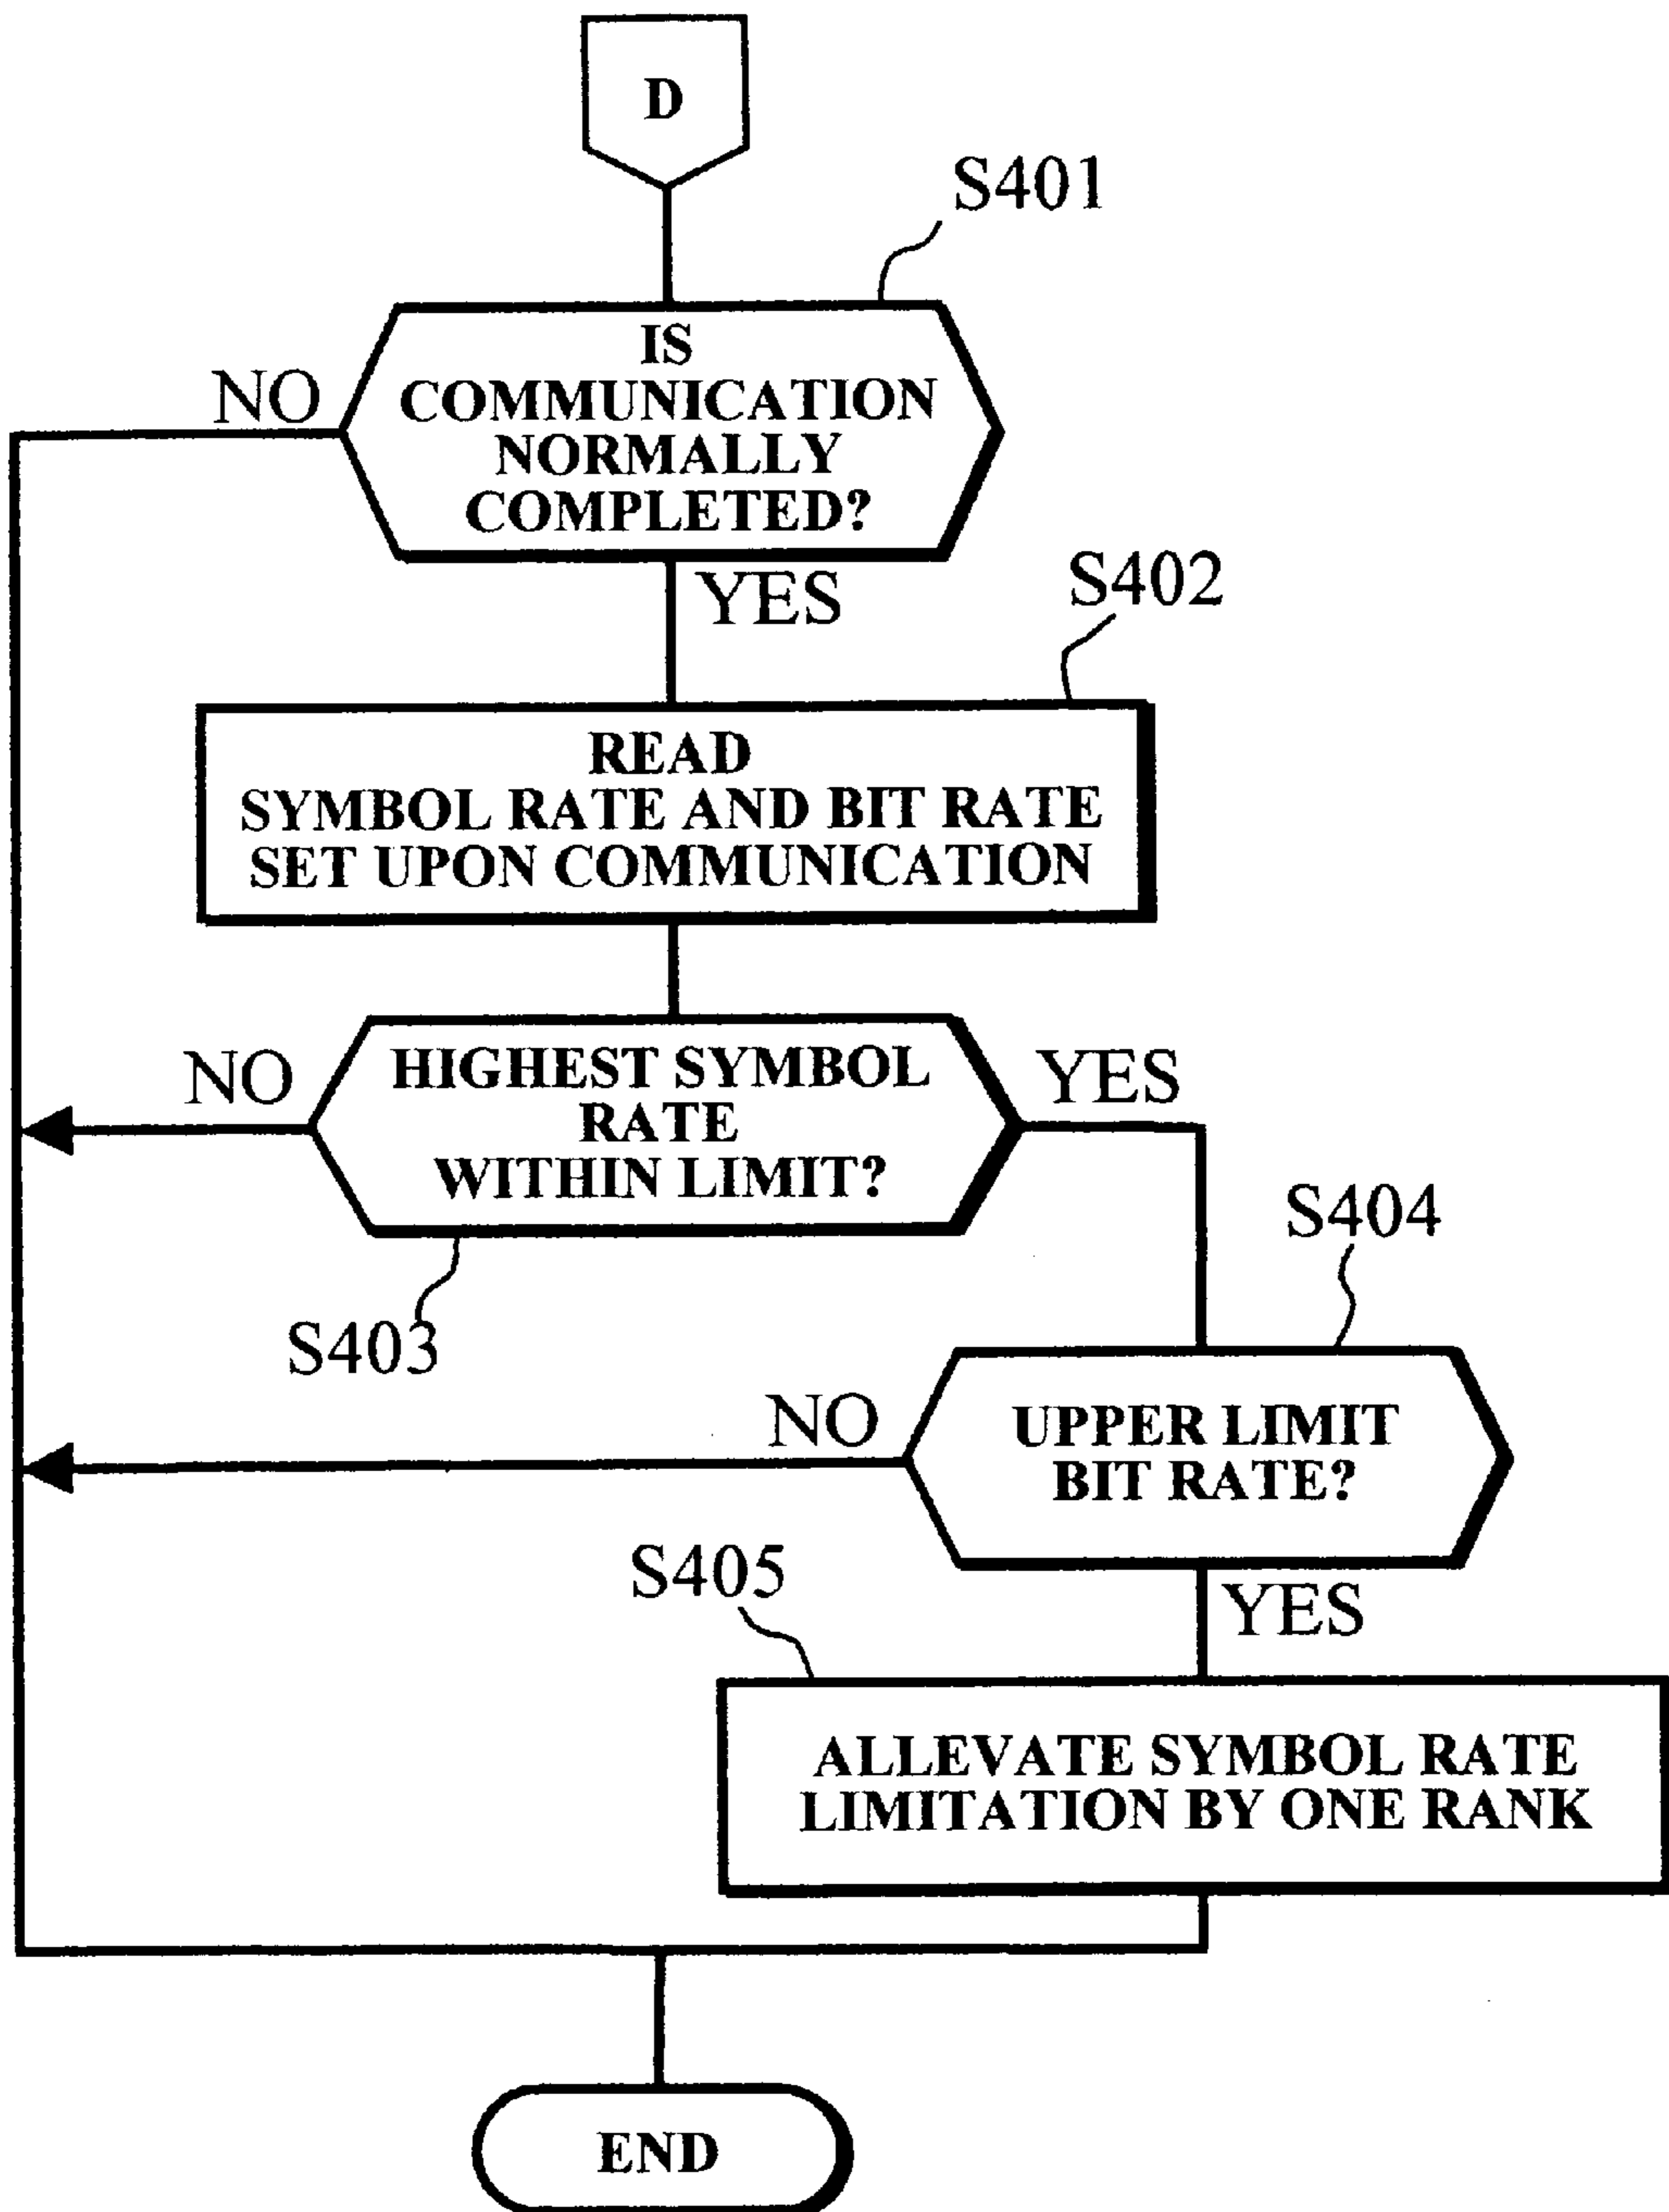 D
S401
IS
COMMUNICATION
NORMALLY
COMPLETED?
NO
YES
S402
READ
SYMBOL RATE AND BIT RATE
SET UPON COMMUNICATION
NO
HIGHEST SYMBOL
RATE
WITHIN LIMIT?
YES
S403
S404
NO
UPPER LIMIT
BIT RATE?
S405
YES
ALLEVATE SYMBOL RATE
LIMITATION BY ONE RANK
END